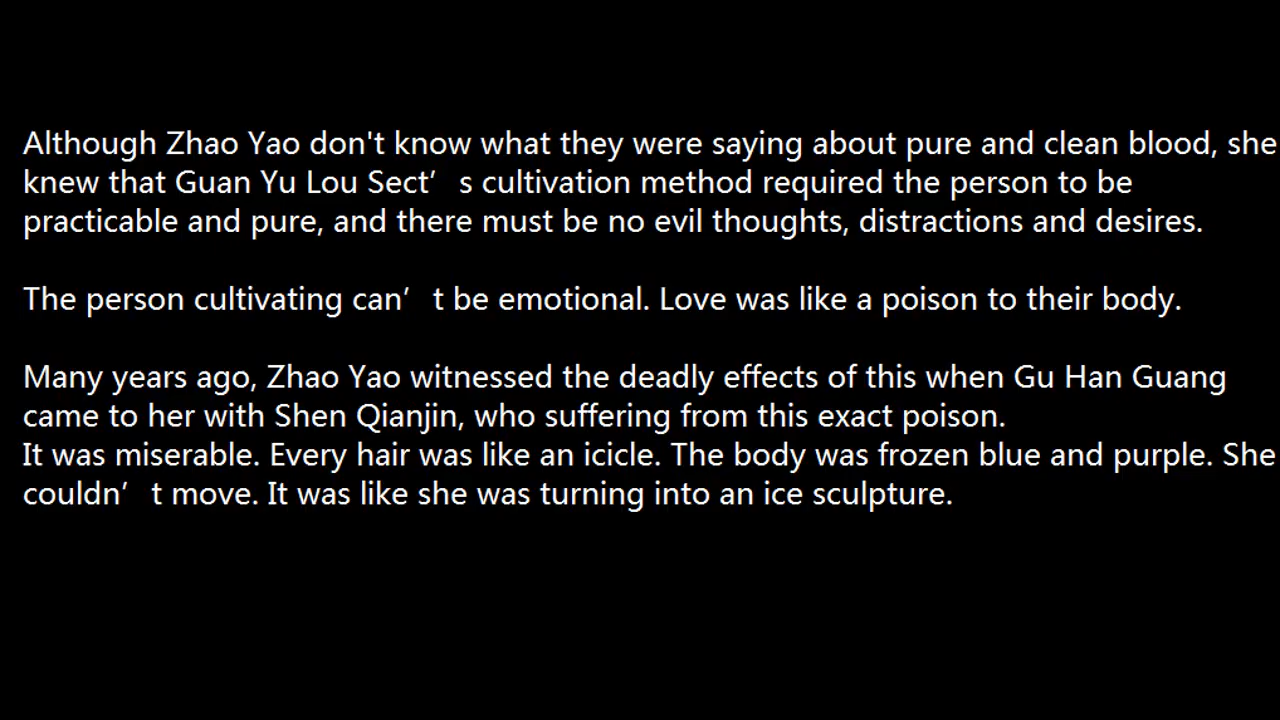 Although Zhao Yao don't know what they were saying about pure and clean blood, she
knew that Guan Yu Lou Sect’ s cultivation method required the person to be
practicable and pure, and there must be no evil thoughts, distractions and desires.
The person cultivating can’ t be emotional. Love was like a poison to their body.
Many years ago, Zhao Yao witnessed the deadly effects of this when Gu Han Guang
came to her with Shen Qianjin, who suffering from this exact poison.
It was miserable. Every hair was like an icicle. The body was frozen blue and purple. She
couldn’ t move. It was like she was turning into an ice sculpture.